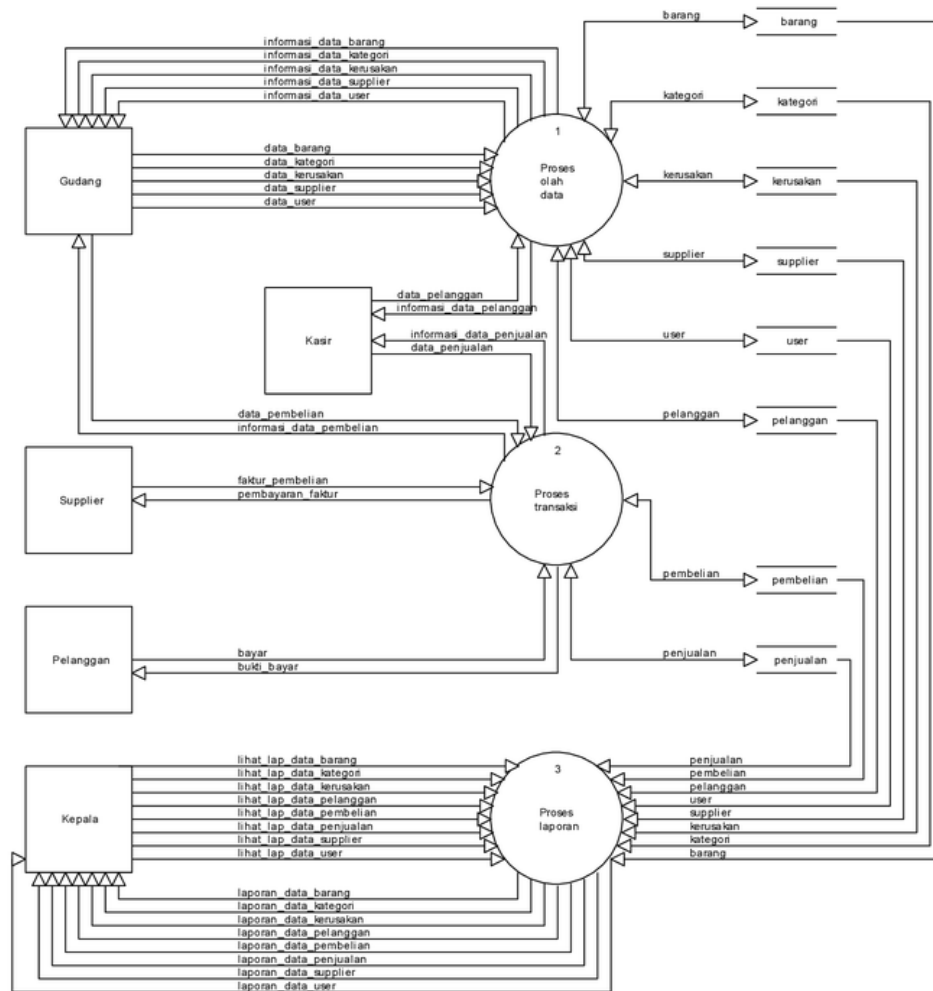 barang
barang
informasi_data_barang
informasi_data_kategori
informasi_data_kerusakan
informasi_data_supplier
informasi_data_user
kategori
kategori
1
Proses
olah
data
Gudang
data_barang
data_kategori
data_kerusakan
data_supplier
data_user
kerusakan
kerusakan
supplier
supplier
data_pelanggan
informasi_data_pelanggan
Kasir
informasi_data_penjualan
data_penjualan
user
user
data_pembelian
informasi_data_pembelian
pelanggan
pelanggan
2
Proses
transaksi
Supplier
faktur_pembelian
pembayaran_faktur
pembelian
pembelian
Pelanggan
bayar
bukti_bayar
penjualan
penjualan
Kepala
lihat_lap_data_barang
lihat_lap_data_kategori
lihat_lap_data_kerusakan
lihat_lap_data_pelanggan
lihat_lap_data_pembelian
lihat_lap_data_penjualan
lihat_lap_data_supplier
lihat_lap_data_user
3
Proses
laporan
penjualan
pembelian
pelanggan
user
supplier
kerusakan
kategori
barang
laporan_data_barang
laporan_data_kategori
laporan_data_kerusakan
laporan_data_pelanggan
laporan_data_pembelian
laporan_data_penjualan
laporan_data_supplier
laporan_data_user